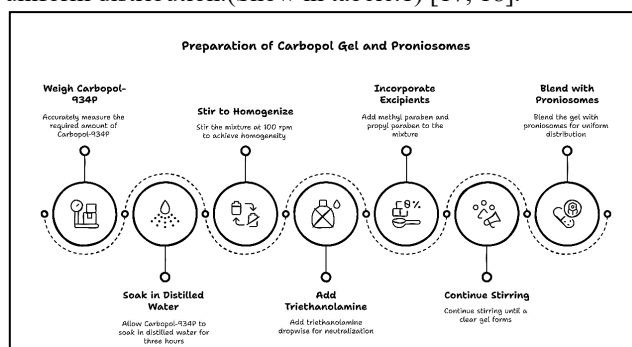 uniform distribution.(Show in table.1) [17, 18].
Preparation of Carbopol Gel and Proniosomes
Weigh Carbopol-
934P
Accurately measure the
required amount of
Carbopol-934P
Stir to Homogenize
Stir the mixture at 100 rpm
to achieve homogeneity
Incorporate
Excipients
Add methyl paraben and
propyl paraben to the
mixture
Blend with
Proniosomes
Blend the gel with
proniosomes for uniform
distribution
Soak in Distilled
Water
Allow Carbopol-934P to
soak in distilled water for
three hours
Add
Triethanolamine
Add triethanolamine
dropwise for neutralization
Continue Stirring
Continue stirring until a
clear gel forms